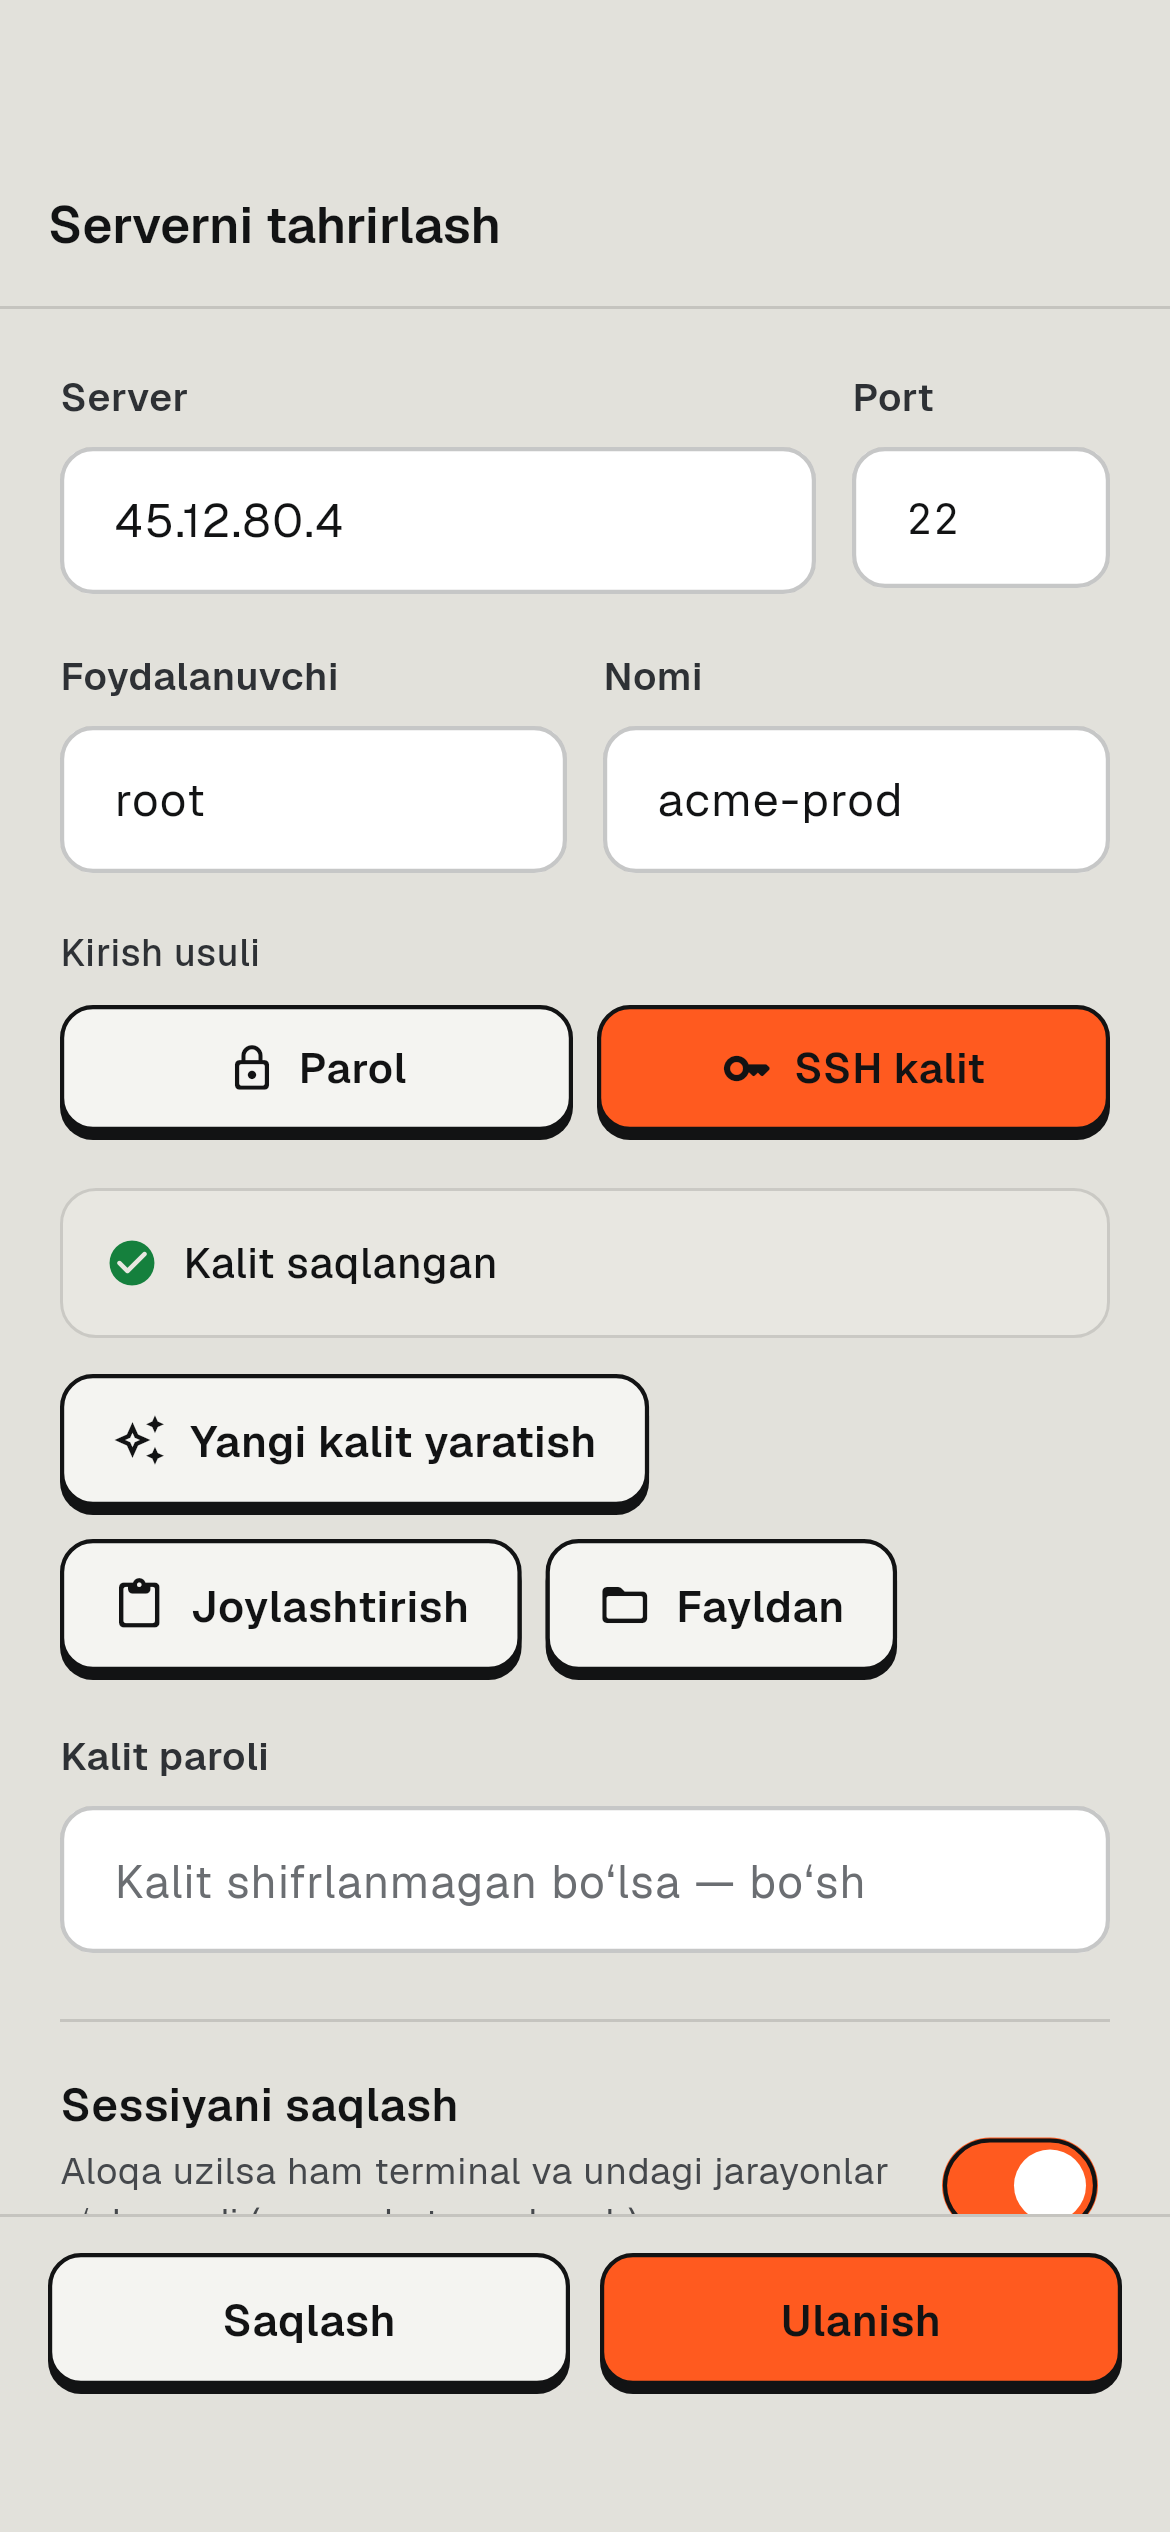 Serverni tahrirlash
Server
Port
45.12.80.4
22
Foydalanuvchi
Nomi
root
acme-prod
Kirish usuli
Parol
SSH kalit
Kalit saqlangan
Yangi kalit yaratish
Joylashtirish
Fayldan
Kalit paroli
Kalit shifrlanmagan bo‘lsa — bo‘sh
Sessiyani saqlash
Aloqa uzilsa ham terminal va undagi jarayonlar
Saqlash
Ulanish